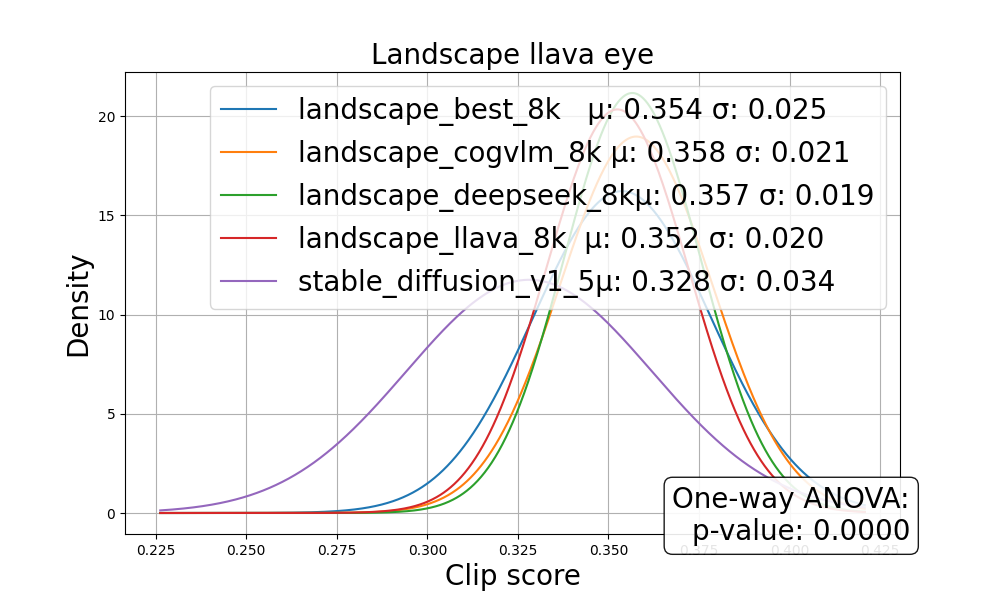 Landscape llava eye
landscape_best_8k μ: 0.354 σ: 0.025
landscape_cogvlm_8k μ: 0.358 σ: 0.021
landscape_deepseek_8kμ: 0.357 σ: 0.019
landscape_llava_8k μ: 0.352 σ: 0.020
stable_diffusion_v1_5μ: 0.328 σ: 0.034
20
15
10
5
0
Density
One-way ANOVA:
p-value: 0.0000
0.225 0.250 0.275 0.300 0.325 0.350 0.375 0.400 0.425
Clip score